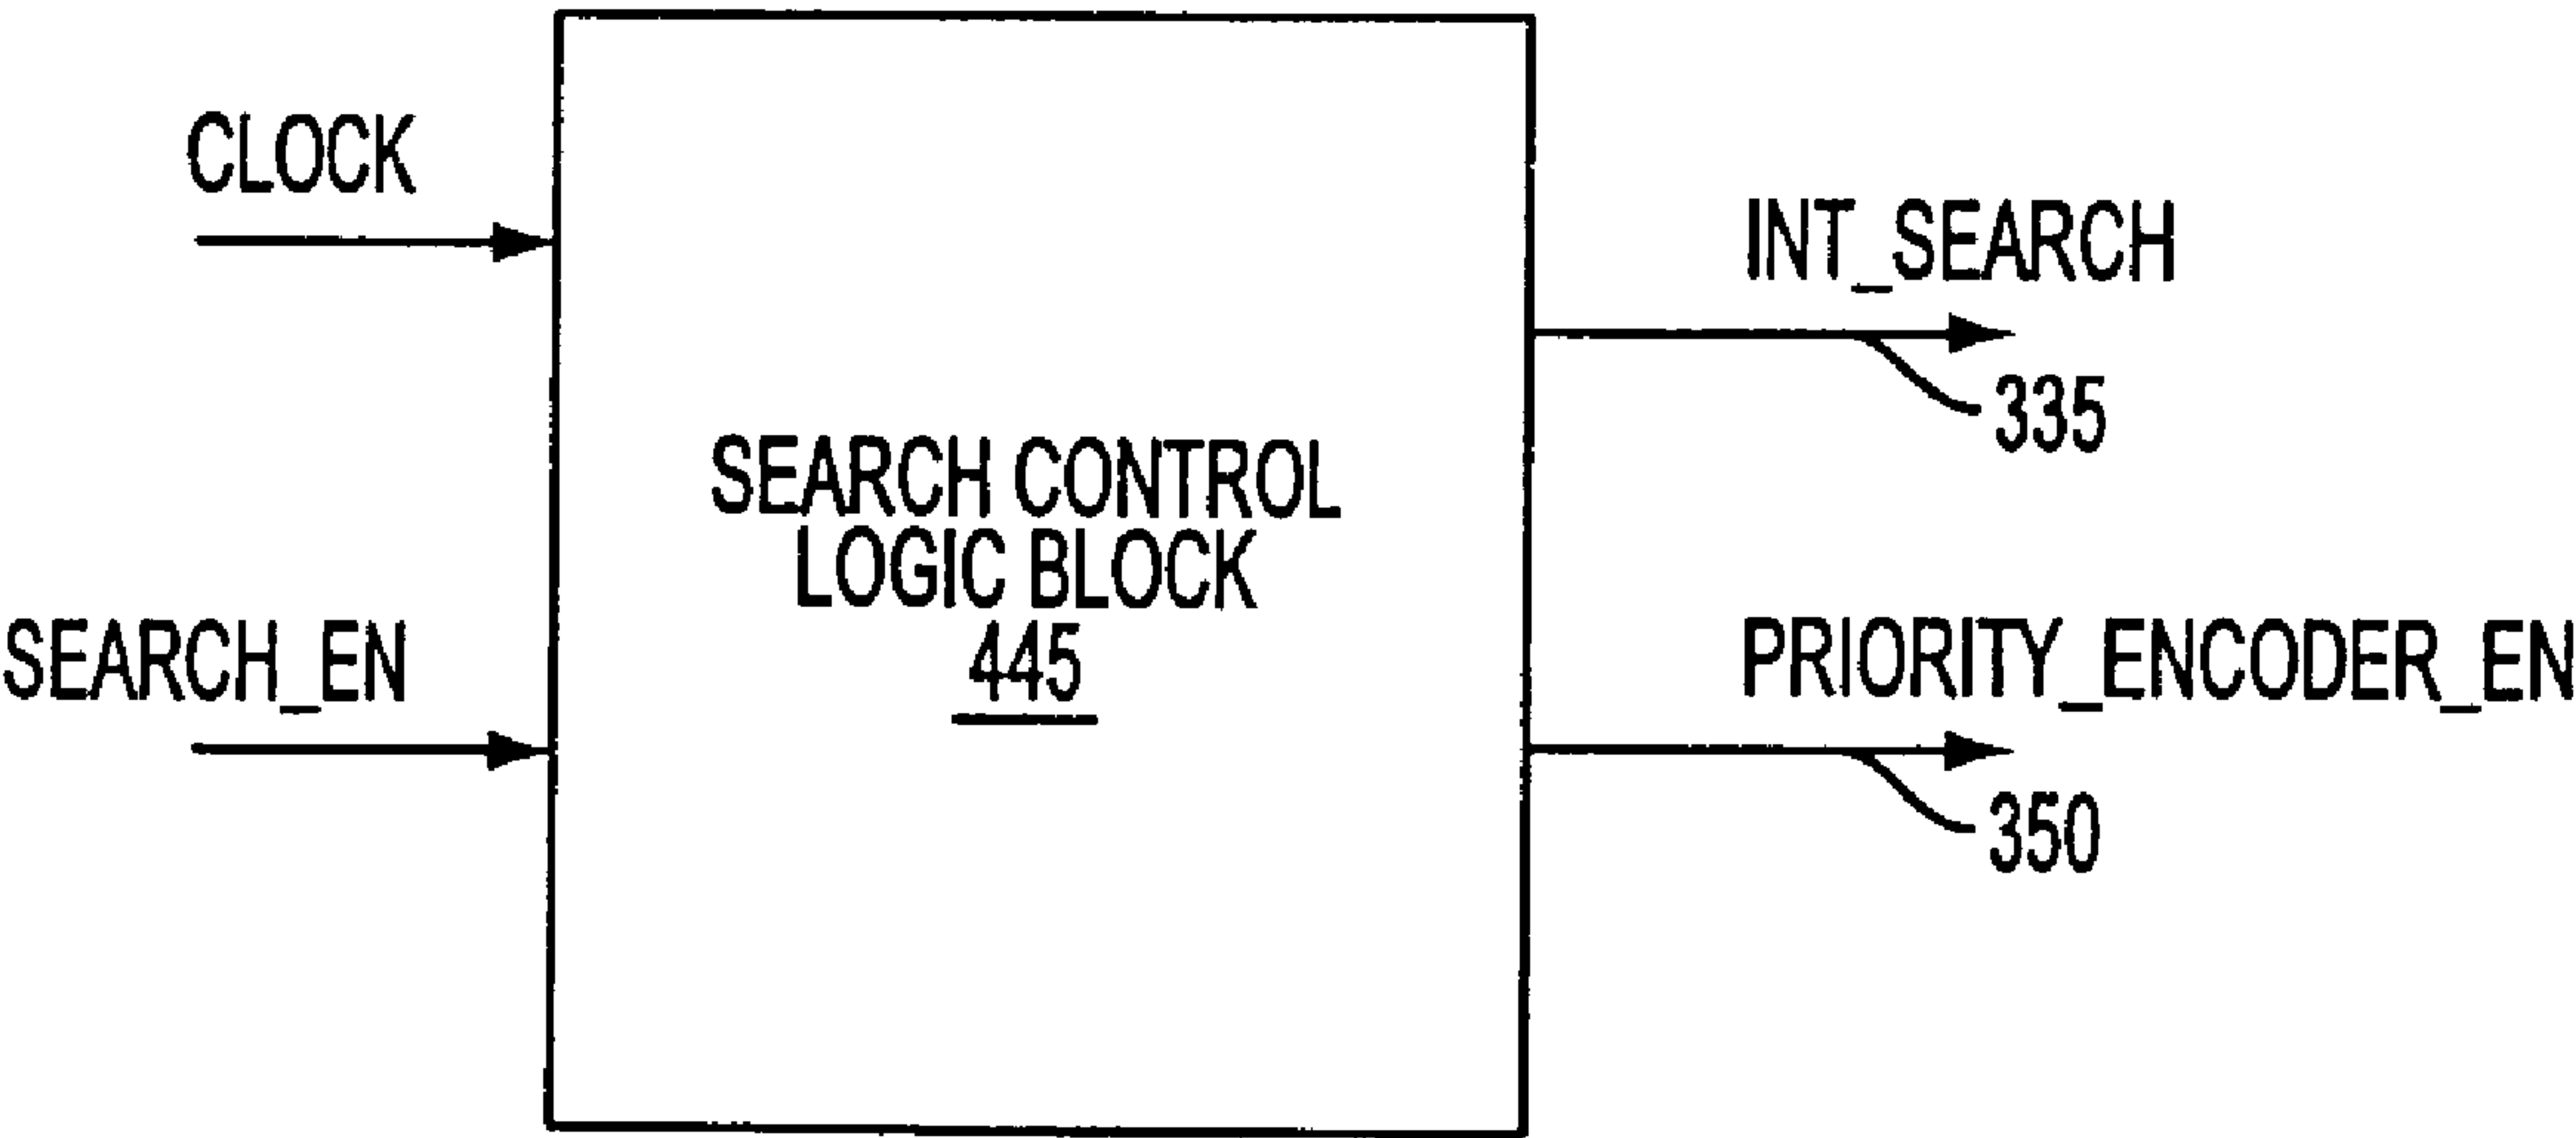 CLOCK
SEARCH_EN
SEARCH CONTROL
LOGIC BLOCK
445
INT_SEARCH
335
PRIORITY_ENCODER_EN
350